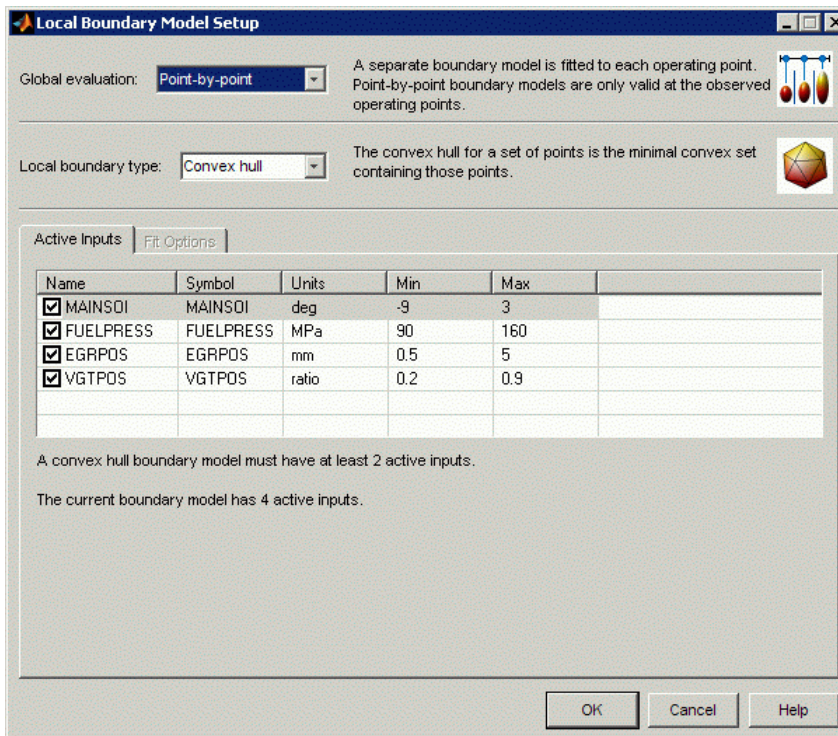 Local Boundary Model Setup
Global evaluation: Point-by-point
A separate boundary model is fitted to each operating point.
Point-by-point boundary models are only valid at the observed
operating points.
Local boundary type: Convex hull
The convex hull for a set of points is the minimal convex set
containing those points.
Active Inputs Fit Options
Name Symbol Units Min Max
MAINSOI MAINSOI deg -9 3
FUELPRESS FUELPRESS MPa 90 160
EGRPOS EGRPOS mm 0.5 5
VGTPOS VGTPOS ratio 0.2 0.9
A convex hull boundary model must have at least 2 active inputs.
The current boundary model has 4 active inputs.
OK Cancel Help